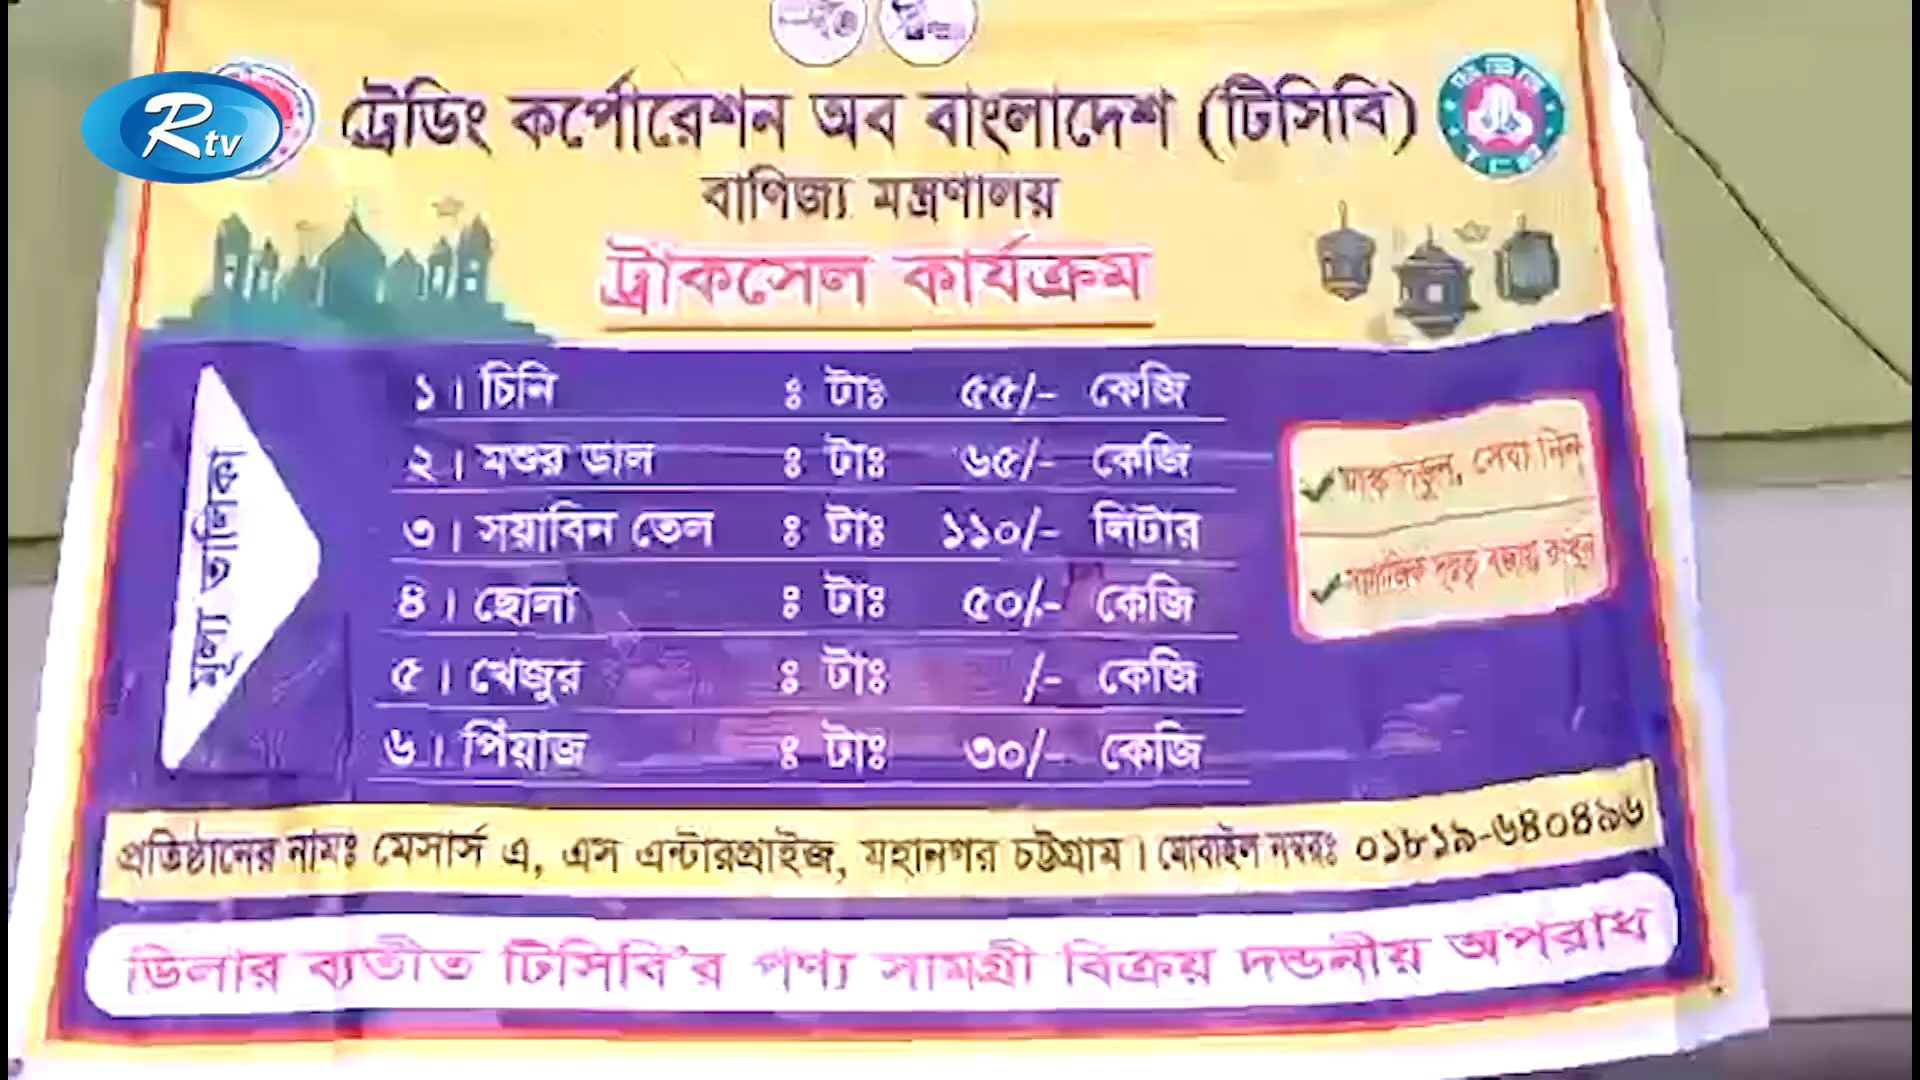 Rtv
ট্রেডিং কর্পোরেশন অব বাংলাদেশ (টিসিবি)
বাণিজ্য মন্ত্রণালয়
ট্রাকসেল কার্যক্রম
মূল্য তালিকা
১। চিনি ঃ টাঃ ৫৫/- কেজি
২। মশুর ডাল ঃ টাঃ ৬৫/- কেজি
৩। সয়াবিন তেল ঃ টাঃ ১১০/- লিটার
৪। ছোলা ঃ টাঃ ৫০/- কেজি
৫। খেজুর ঃ টাঃ /- কেজি
৬। পিঁয়াজ ঃ টাঃ ৩০/- কেজি
মাস্ক পড়ুন, সেবা নিন
সামাজিক দূরত্ব বজায় রাখুন
প্রতিষ্ঠানের নামঃ মেসার্স এ, এস এন্টারপ্রাইজ, মহানগর চট্টগ্রাম। মোবাইল নম্বরঃ ০১৮১৯-৬৪০৪৯৬
ডিলার ব্যতীত টিসিবি'র পণ্য সামগ্রী বিক্রয় দন্ডনীয় অপরাধ